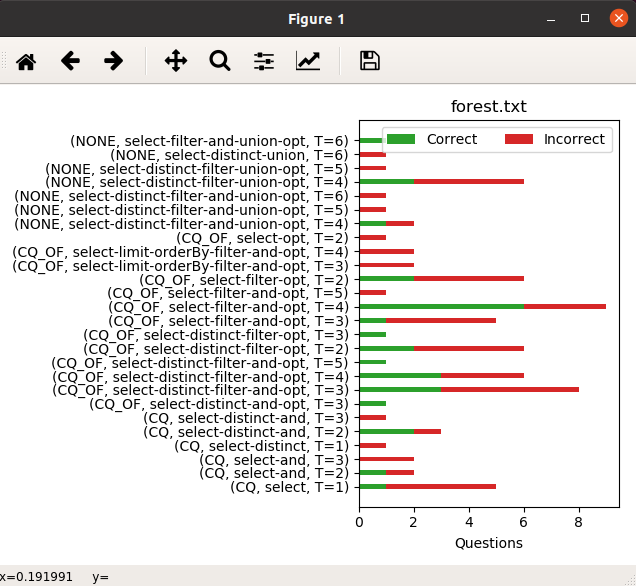 Figure 1
forest.txt
Correct
Incorrect
(NONE, select-filter-and-union-opt, T=6)
(NONE, select-distinct-union, T=6)
(NONE, select-distinct-filter-union-opt, T=5)
(NONE, select-distinct-filter-union-opt, T=4)
(NONE, select-distinct-filter-and-union-opt, T=6)
(NONE, select-distinct-filter-and-union-opt, T=5)
(NONE, select-distinct-filter-and-union-opt, T=4)
(CQ_OF, select-opt, T=2)
(CQ_OF, select-limit-orderBy-filter-and-opt, T=4)
(CQ_OF, select-limit-orderBy-filter-and-opt, T=3)
(CQ_OF, select-filter-opt, T=2)
(CQ_OF, select-filter-and-opt, T=5)
(CQ_OF, select-filter-and-opt, T=4)
(CQ_OF, select-filter-and-opt, T=3)
(CQ_OF, select-distinct-filter-opt, T=3)
(CQ_OF, select-distinct-filter-opt, T=2)
(CQ_OF, select-distinct-filter-and-opt, T=5)
(CQ_OF, select-distinct-filter-and-opt, T=4)
(CQ_OF, select-distinct-filter-and-opt, T=3)
(CQ_OF, select-distinct-and-opt, T=3)
(CQ, select-distinct-and, T=3)
(CQ, select-distinct-and, T=2)
(CQ, select-distinct, T=1)
(CQ, select-and, T=3)
(CQ, select-and, T=2)
(CQ, select, T=1)
0 2 4 6 8
Questions
x=0.191991 y=